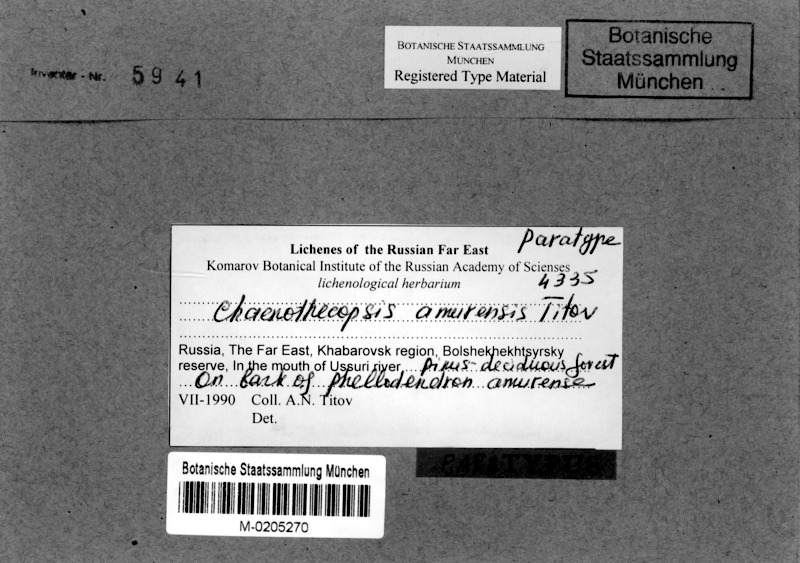 Inventar - Nr. 5941
BOTANISCHE STAATSSAMMLUNG
MÜNCHEN
Registered Type Material
Botanische
Staatssammlung
München
Paratype
Lichenes of the Russian Far East
Komarov Botanical Institute of the Russian Academy of Scienses
lichenological herbarium
4335
Chaenothecopsis amurensis Titov
Russia, The Far East, Khabarovsk region, Bolshekhekhtsyrsky
reserve, In the mouth of Ussuri river, Pinus-deciduous forest
On bark of Phellodendron amurense
VII-1990 Coll. A.N. Titov
Det.
PARATYPUS
Botanische Staatssammlung München
M-0205270